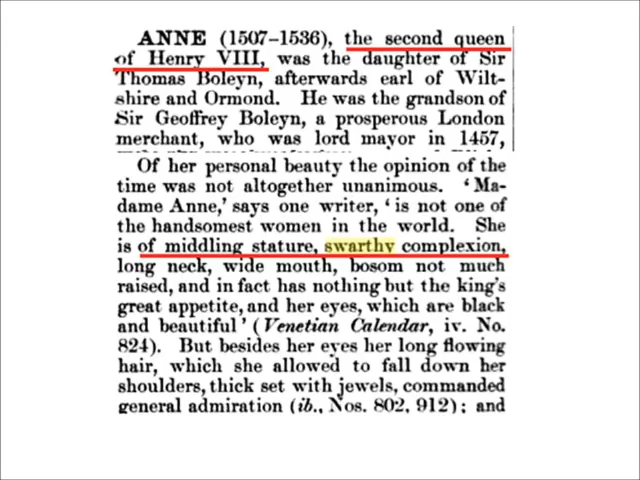 ANNE (1507-1536), the second queen
of Henry VIII, was the daughter of Sir
Thomas Boleyn, afterwards earl of Wilt-
shire and Ormond. He was the grandson of
Sir Geoffrey Boleyn, a prosperous London
merchant, who was lord mayor in 1457,
Of her personal beauty the opinion of the
time was not altogether unanimous. ‘Ma-
dame Anne,’ says one writer, ‘is not one of
the handsomest women in the world. She
is of middling stature, swarthy complexion,
long neck, wide mouth, bosom not much
raised, and in fact has nothing but the king's
great appetite, and her eyes, which are black
and beautiful’ (Venetian Calendar, iv. No.
824). But besides her eyes her long flowing
hair, which she allowed to fall down her
shoulders, thick set with jewels, commanded
general admiration (ib., Nos. 802, 912); and